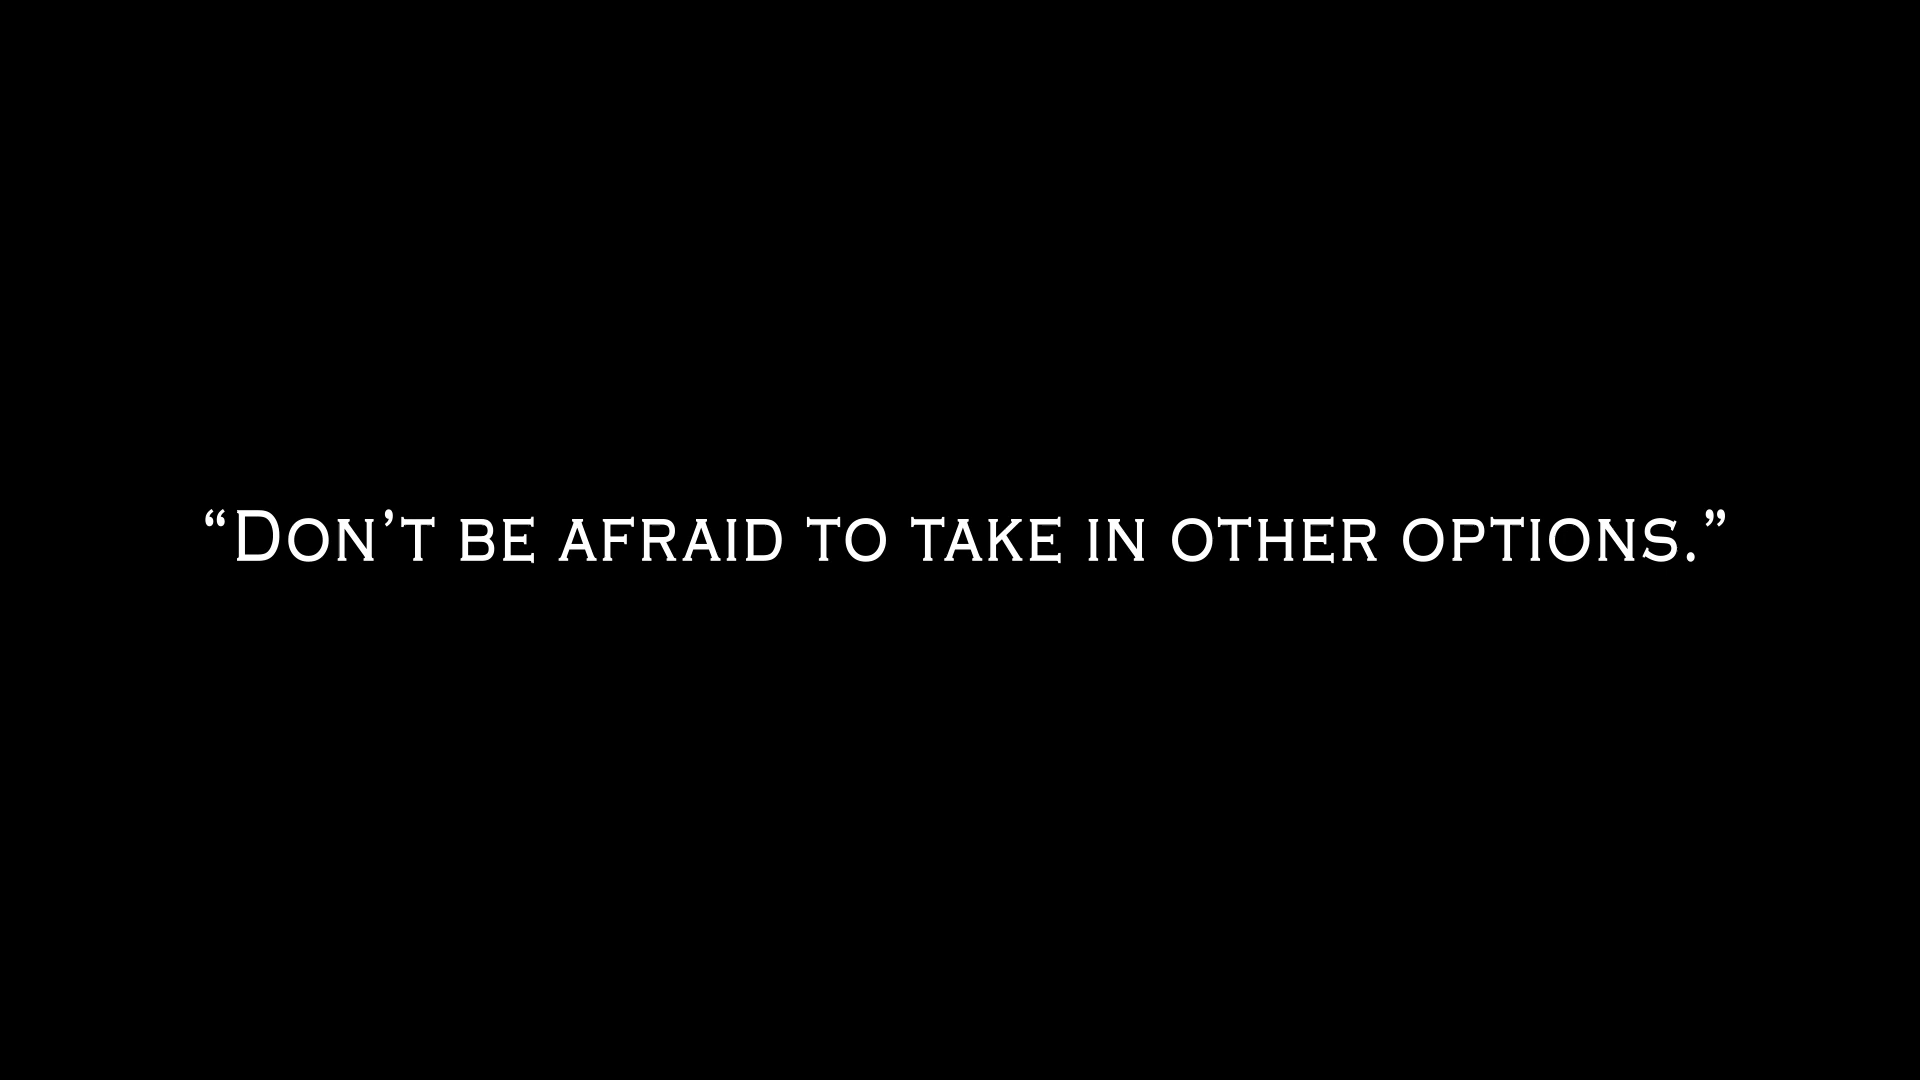 “Don’t be afraid to take in other options.”